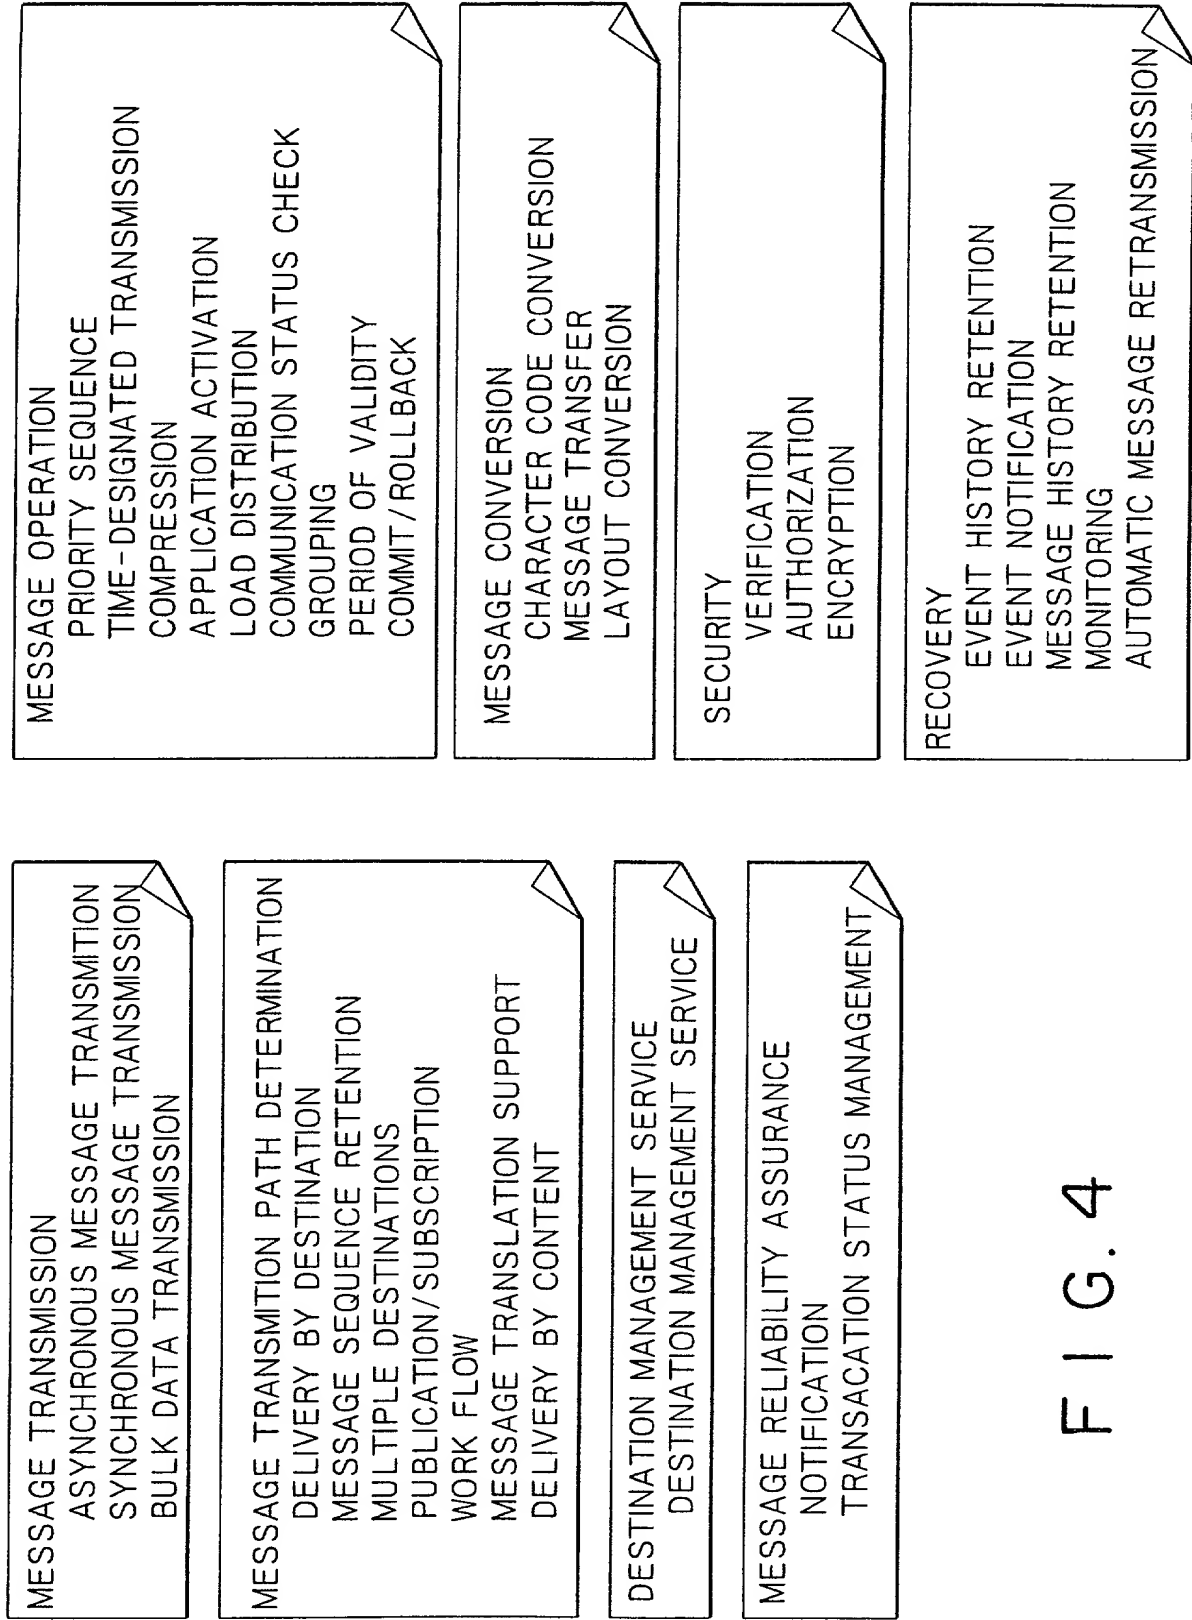 MESSAGE TRANSMISSION
ASYNCHRONOUS MESSAGE TRANSMITION
SYNCHRONOUS MESSAGE TRANSMISSION
BULK DATA TRANSMISSION
MESSAGE TRANSMITION PATH DETERMINATION
DELIVERY BY DESTINATION
MESSAGE SEQUENCE RETENTION
MULTIPLE DESTINATIONS
PUBLICATION/SUBSCRIPTION
WORK FLOW
MESSAGE TRANSLATION SUPPORT
DELIVERY BY CONTENT
DESTINATION MANAGEMENT SERVICE
DESTINATION MANAGEMENT SERVICE
MESSAGE RELIABILITY ASSURANCE
NOTIFICATION
TRANSACATION STATUS MANAGEMENT
MESSAGE OPERATION
PRIORITY SEQUENCE
TIME-DESIGNATED TRANSMISSION
COMPRESSION
APPLICATION ACTIVATION
LOAD DISTRIBUTION
COMMUNICATION STATUS CHECK
GROUPING
PERIOD OF VALIDITY
COMMIT/ROLLBACK
MESSAGE CONVERSION
CHARACTER CODE CONVERSION
MESSAGE TRANSFER
LAYOUT CONVERSION
SECURITY
VERIFICATION
AUTHORIZATION
ENCRYPTION
RECOVERY
EVENT HISTORY RETENTION
EVENT NOTIFICATION
MESSAGE HISTORY RETENTION
MONITORING
AUTOMATIC MESSAGE RETRANSMISSION
FIG. 4